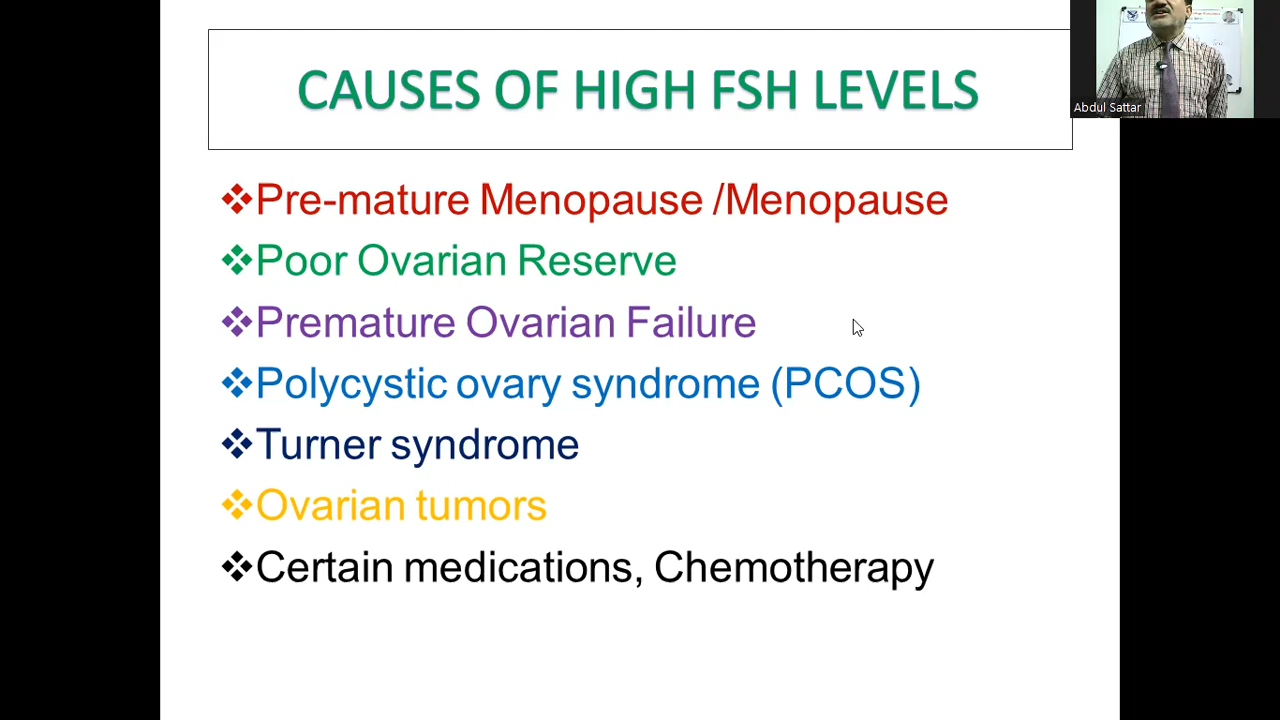 CAUSES OF HIGH FSH LEVELS
Abdul Sattar
❖Pre-mature Menopause /Menopause
❖Poor Ovarian Reserve
❖Premature Ovarian Failure
❖Polycystic ovary syndrome (PCOS)
❖Turner syndrome
❖Ovarian tumors
❖Certain medications, Chemotherapy